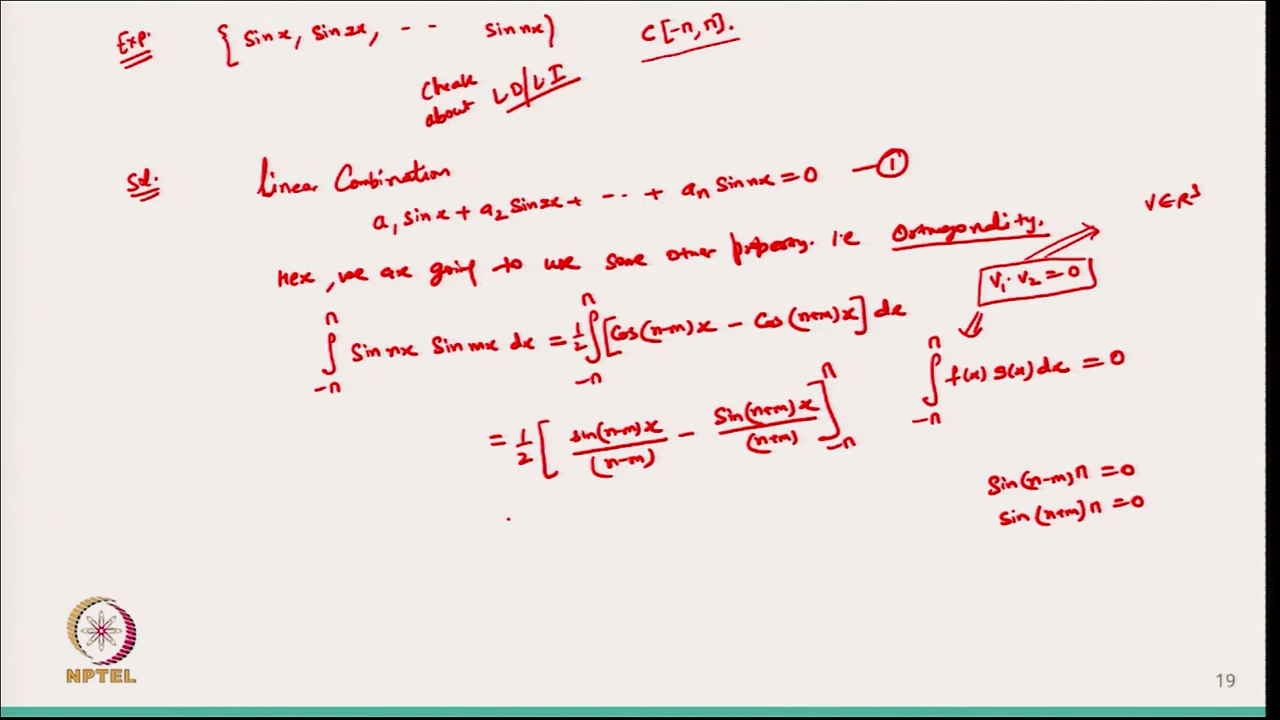 Exp. {Sin x, Sin 2x, - - Sin nx} C[-π, π].
Cheak
about LD/LI
Sol. Linear Combination
a₁ Sin x + a₂ Sin 2x + - - + aₙ Sin nx = 0 —①
V ∈ R³
Here, we are going to use some other property. i.e Orthogonality.
V₁ · V₂ = 0
∫_{-π}^{π} Sin nx Sin mx dx = 1/2 ∫_{-π}^{π} [Cos(n-m)x - Cos(n+m)x] dx
∫_{-π}^{π} f(x) g(x) dx = 0
= 1/2 [ sin(n-m)x/(n-m) - Sin(n+m)x/(n+m) ]_{-π}^{π}
Sin(n-m)π = 0
Sin(n+m)π = 0
NPTEL
19